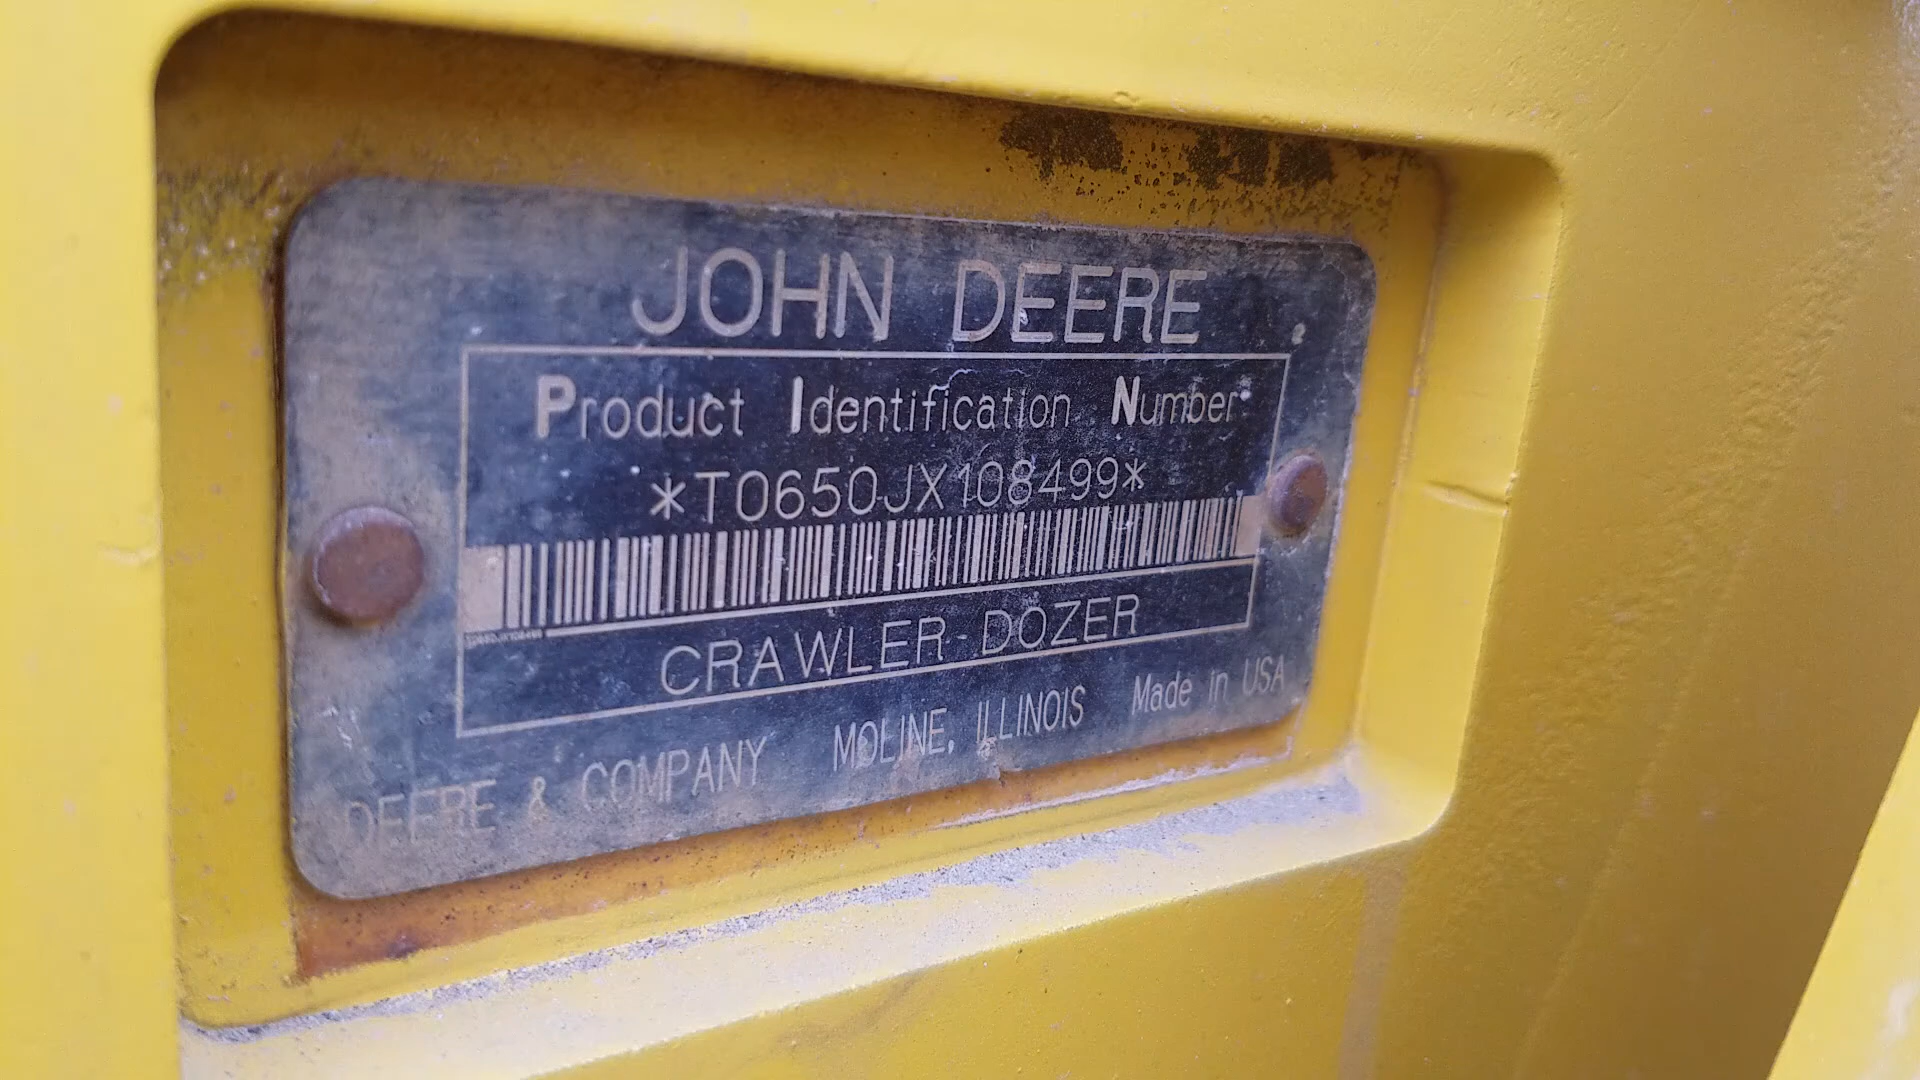 JOHN DEERE
Product Identification Number
*T0650JX108499*
CRAWLER DOZER
DEERE & COMPANY MOLINE, ILLINOIS Made in USA